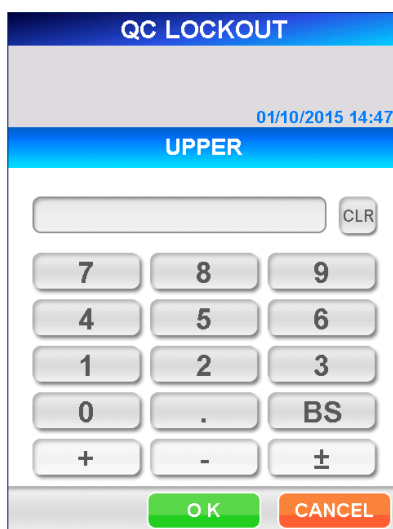 QC LOCKOUT
01/10/2015 14:47
UPPER
CLR
7 8 9
4 5 6
1 2 3
0 . BS
+ - ±
OK CANCEL